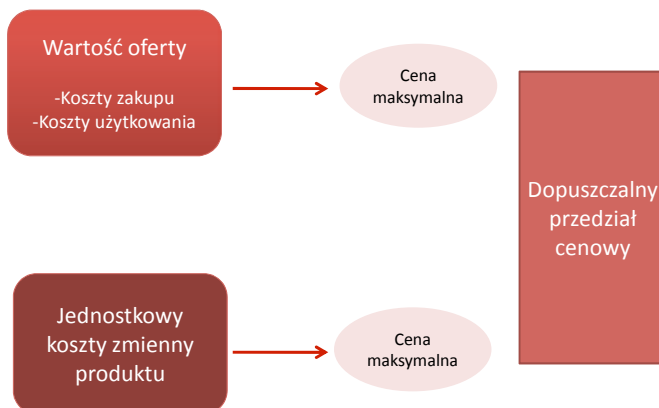 Wartość oferty
-Koszty zakupu
-Koszty użytkowania
Cena
maksymalna
Dopuszczalny
przedział
cenowy
Jednostkowy
koszty zmienny
produktu
Cena
maksymalna